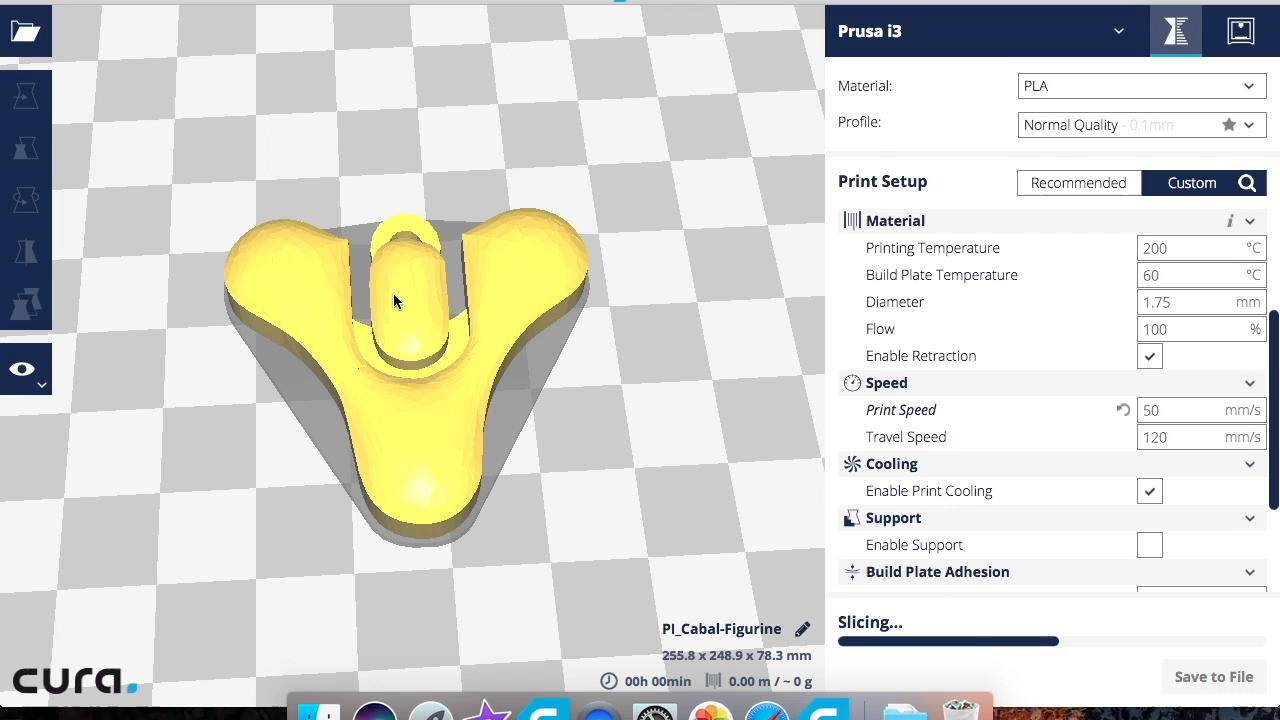 Prusa i3
Material:
PLA
Profile:
Normal Quality - 0.1mm
Print Setup
Recommended
Custom
Material
i
Printing Temperature
200 °C
Build Plate Temperature
60 °C
Diameter
1.75 mm
Flow
100 %
Enable Retraction
Speed
Print Speed
50 mm/s
Travel Speed
120 mm/s
Cooling
Enable Print Cooling
Support
Enable Support
Build Plate Adhesion
Slicing...
Save to File
PI_Cabal-Figurine
255.8 x 248.9 x 78.3 mm
00h 00min
0.00 m / ~ 0 g
cura.